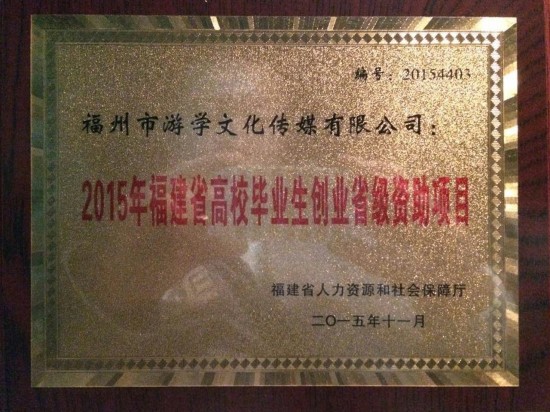 编号：20154403
福州市游学文化传媒有限公司：
2015年福建省高校毕业生创业省级资助项目
福建省人力资源和社会保障厅
二〇一五年十一月